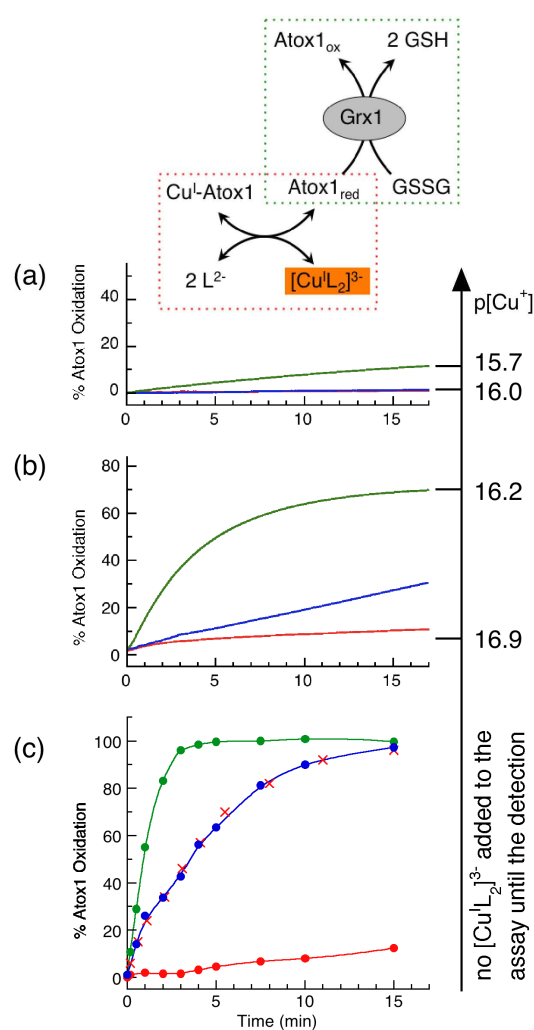 Atox1ox 2 GSH
Grx1
CuI-Atox1 Atox1red GSSG
2 L2- [CuIL2]3-
(a)
% Atox1 Oxidation
40
20
0
0 5 10 15
p[Cu+]
15.7
16.0
(b)
% Atox1 Oxidation
80
60
40
20
0
0 5 10 15
16.2
16.9
(c)
% Atox1 Oxidation
100
80
60
40
20
0
0 5 10 15
Time (min)
no [CuIL2]3- added to the
assay until the detection